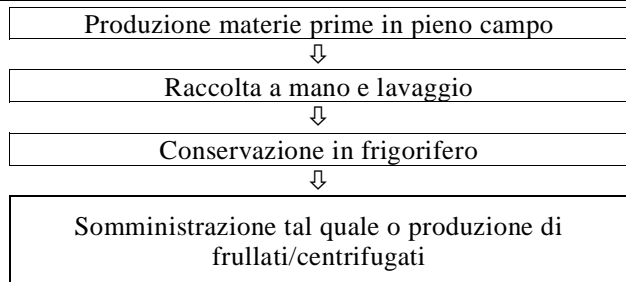 Produzione materie prime in pieno campo
⇩
Raccolta a mano e lavaggio
⇩
Conservazione in frigorifero
⇩
Somministrazione tal quale o produzione di
frullati/centrifugati